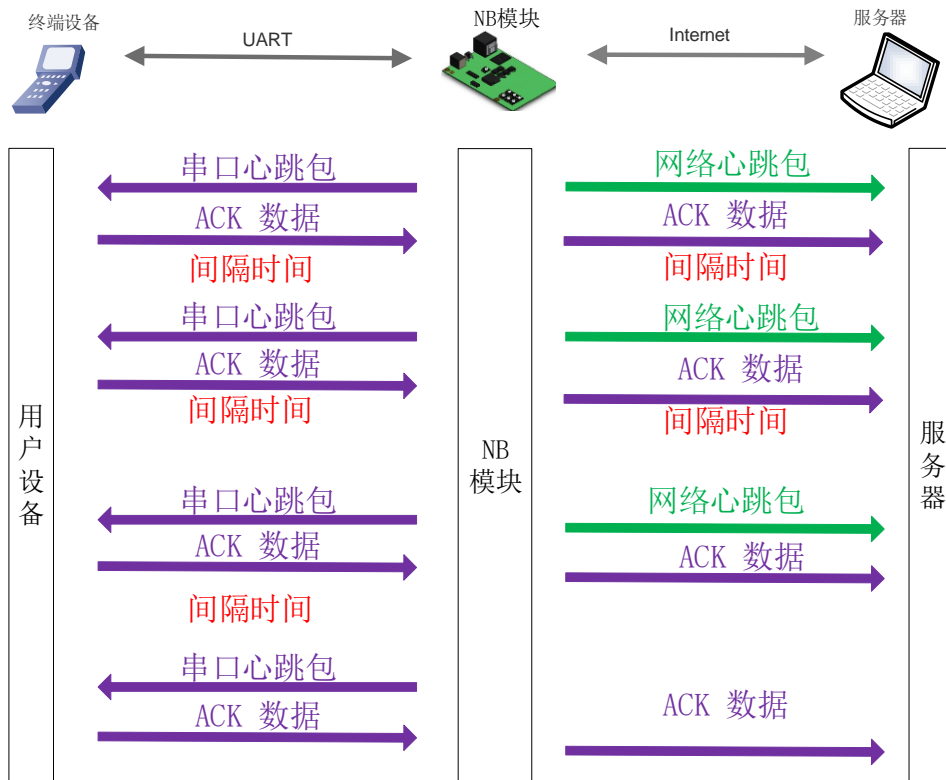 终端设备
UART
NB模块
Internet
服务器
串口心跳包
网络心跳包
ACK 数据
ACK 数据
间隔时间
间隔时间
串口心跳包
网络心跳包
ACK 数据
ACK 数据
间隔时间
间隔时间
用户设备
NB
模块
服务器
串口心跳包
网络心跳包
ACK 数据
ACK 数据
间隔时间
串口心跳包
ACK 数据
ACK 数据